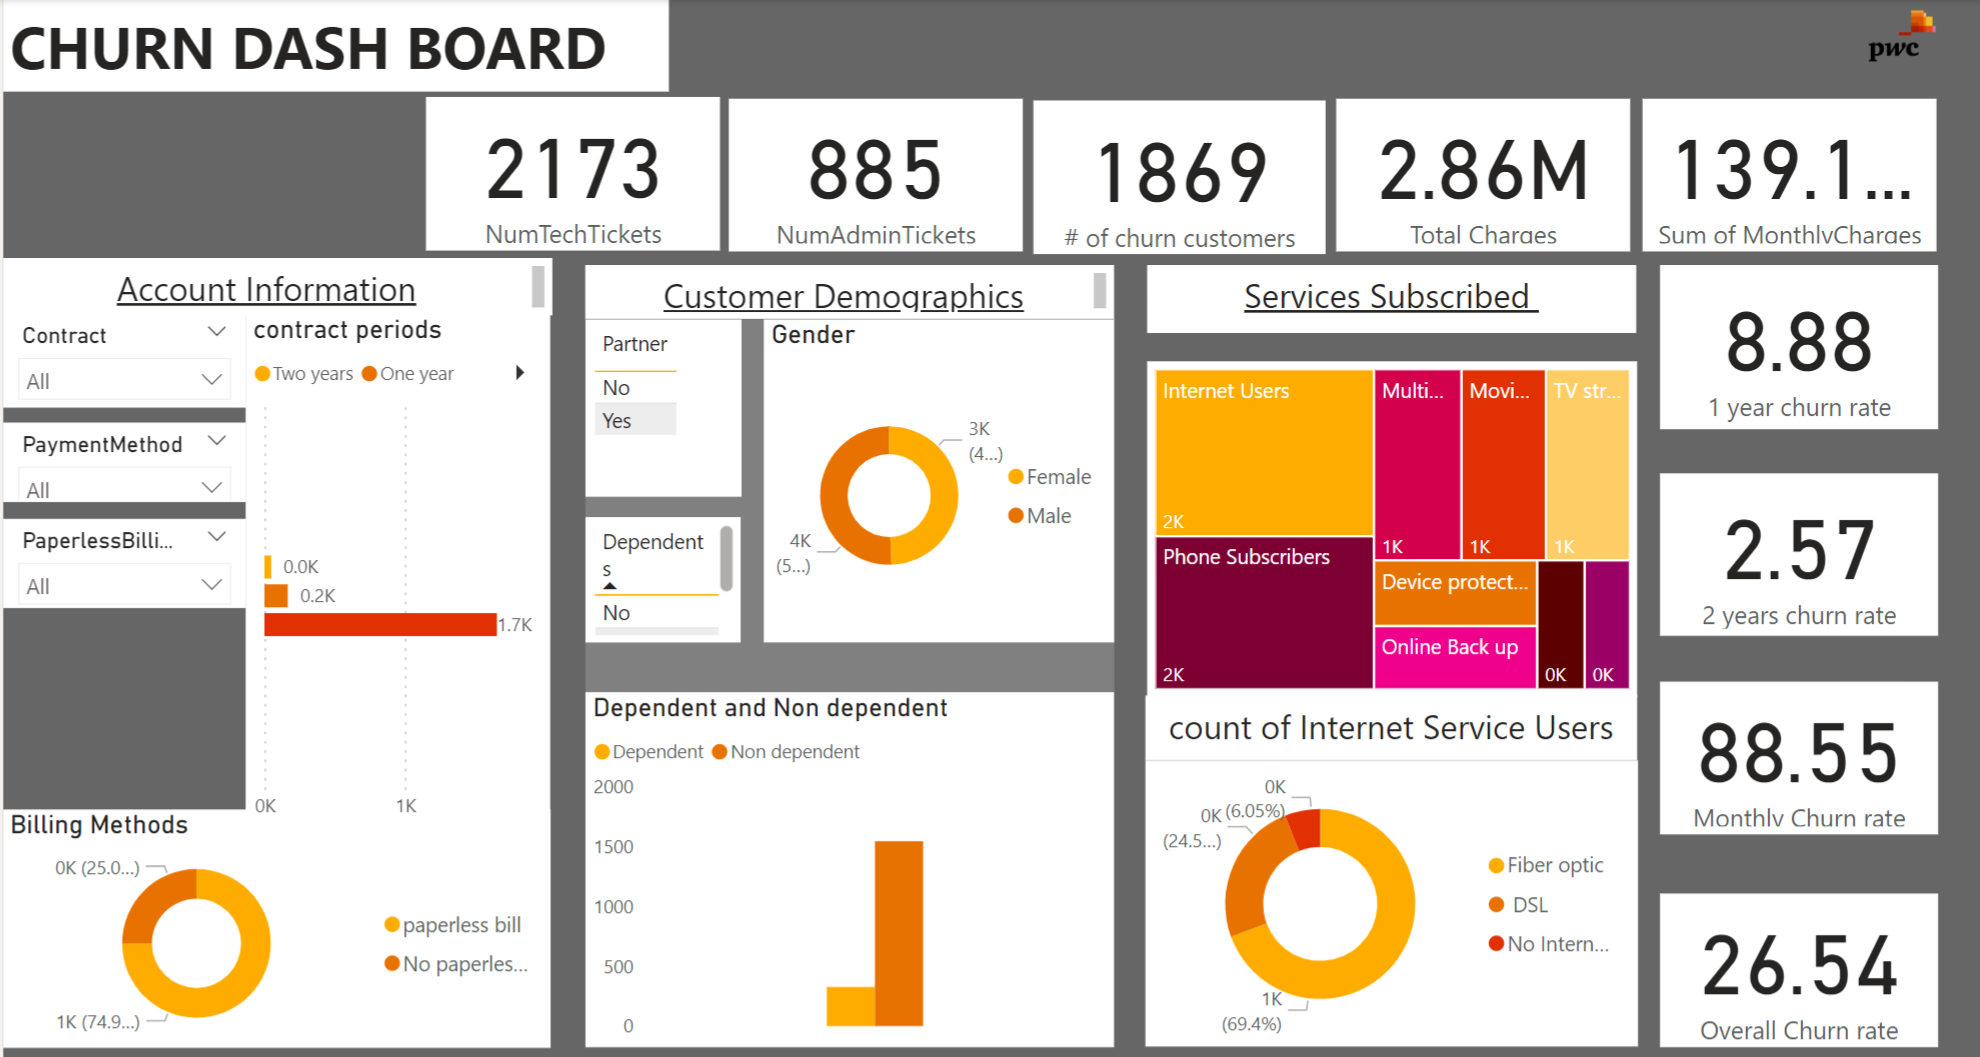 CHURN DASH BOARD
pwc
2173
NumTechTickets
885
NumAdminTickets
1869
# of churn customers
2.86M
Total Charges
139.1...
Sum of MonthlyCharges
Account Information
Contract
All
PaymentMethod
All
PaperlessBilli...
All
contract periods
Two years One year
0.0K
0.2K
1.7K
0K 1K
Billing Methods
0K (25.0...)
1K (74.9...)
paperless bill
No paperles...
Customer Demographics
Partner
No
Yes
Dependent
s
No
Gender
3K
(4...)
4K
(5...)
Female
Male
Dependent and Non dependent
Dependent Non dependent
2000
1500
1000
500
0
Services Subscribed
Internet Users
2K
Phone Subscribers
2K
Multi...
1K
Movi...
1K
TV str...
1K
Device protect...
Online Back up
0K
0K
count of Internet Service Users
0K
(6.05%)
0K
(24.5...)
1K
(69.4%)
Fiber optic
DSL
No Intern...
8.88
1 year churn rate
2.57
2 years churn rate
88.55
Monthly Churn rate
26.54
Overall Churn rate